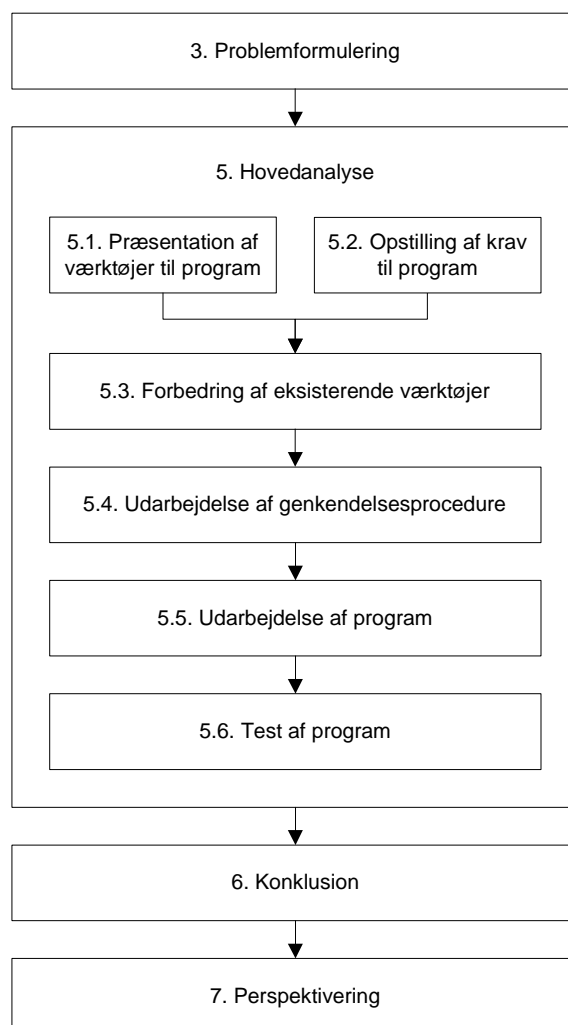 3. Problemformulering
5. Hovedanalyse
5.1. Præsentation af
værktøjer til program
5.2. Opstilling af krav
til program
5.3. Forbedring af eksisterende værktøjer
5.4. Udarbejdelse af genkendelsesprocedure
5.5. Udarbejdelse af program
5.6. Test af program
6. Konklusion
7. Perspektivering